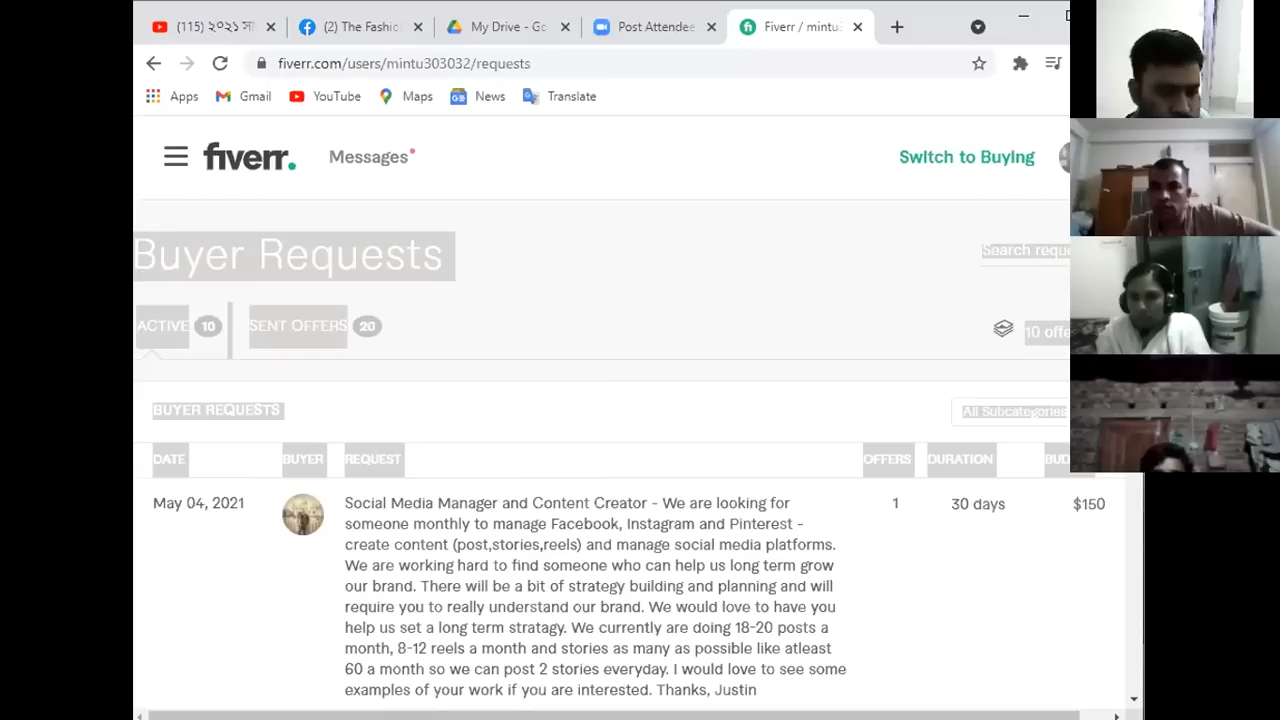 (115) ২০২১ সা
(2) The Fashi
My Drive - Go
Post Attendee
Fiverr / mintu
fiverr.com/users/mintu303032/requests
Apps
Gmail
YouTube
Maps
News
Translate
fiverr.
Messages
Switch to Buying
Buyer Requests
Search requ
ACTIVE 10
SENT OFFERS 20
10 offe
BUYER REQUESTS
All Subcategories
DATE BUYER REQUEST OFFERS DURATION BUD
May 04, 2021
Social Media Manager and Content Creator - We are looking for
someone monthly to manage Facebook, Instagram and Pinterest -
create content (post,stories,reels) and manage social media platforms.
We are working hard to find someone who can help us long term grow
our brand. There will be a bit of strategy building and planning and will
require you to really understand our brand. We would love to have you
help us set a long term stratagy. We currently are doing 18-20 posts a
month, 8-12 reels a month and stories as many as possible like atleast
60 a month so we can post 2 stories everyday. I would love to see some
examples of your work if you are interested. Thanks, Justin
1
30 days
$150